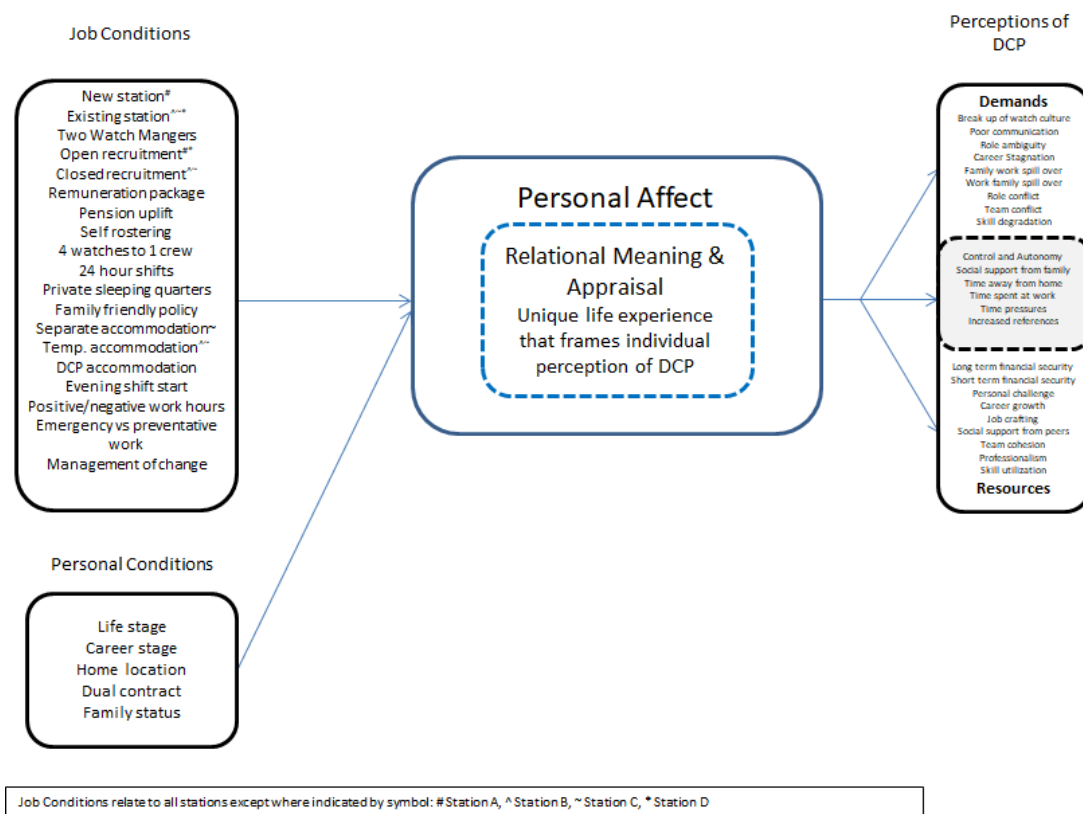 Job Conditions
New station#
Existing station^~*
Two Watch Mangers
Open recruitment#*
Closed recruitment^~
Remuneration package
Pension uplift
Self rostering
4 watches to 1 crew
24 hour shifts
Private sleeping quarters
Family friendly policy
Separate accommodation~
Temp. accommodation^~
DCP accommodation
Evening shift start
Positive/negative work hours
Emergency vs preventative
work
Management of change
Personal Conditions
Life stage
Career stage
Home location
Dual contract
Family status
Personal Affect
Relational Meaning &
Appraisal
Unique life experience
that frames individual
perception of DCP
Perceptions of
DCP
Demands
Break up of watch culture
Poor communication
Role ambiguity
Career Stagnation
Family work spill over
Work family spill over
Role conflict
Team conflict
Skill degradation
Control and Autonomy
Social support from family
Time away from home
Time spent at work
Time pressures
Increased references
Long term financial security
Short term financial security
Personal challenge
Career growth
Job crafting
Social support from peers
Team cohesion
Professionalism
Skill utilization
Resources
Job Conditions relate to all stations except where indicated by symbol: # Station A, ^ Station B, ~ Station C, * Station D